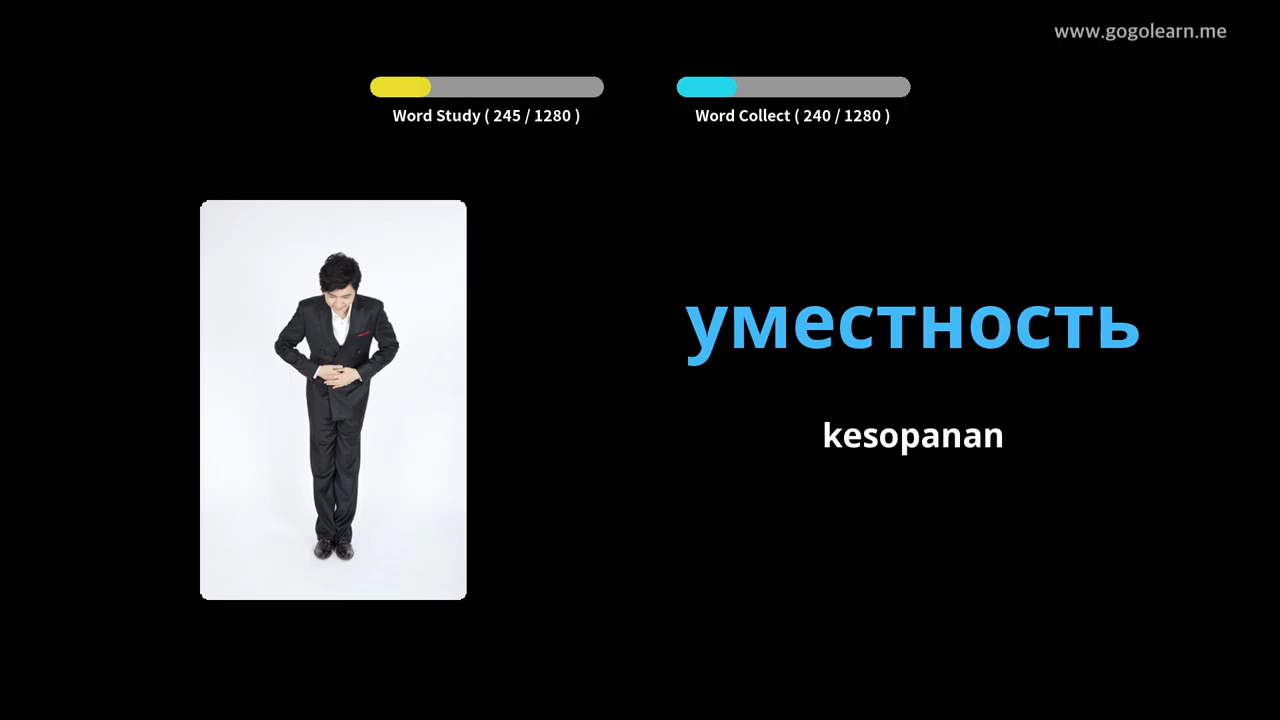 www.gogolearn.me
Word Study ( 245 / 1280 )
Word Collect ( 240 / 1280 )
уместность
kesopanan